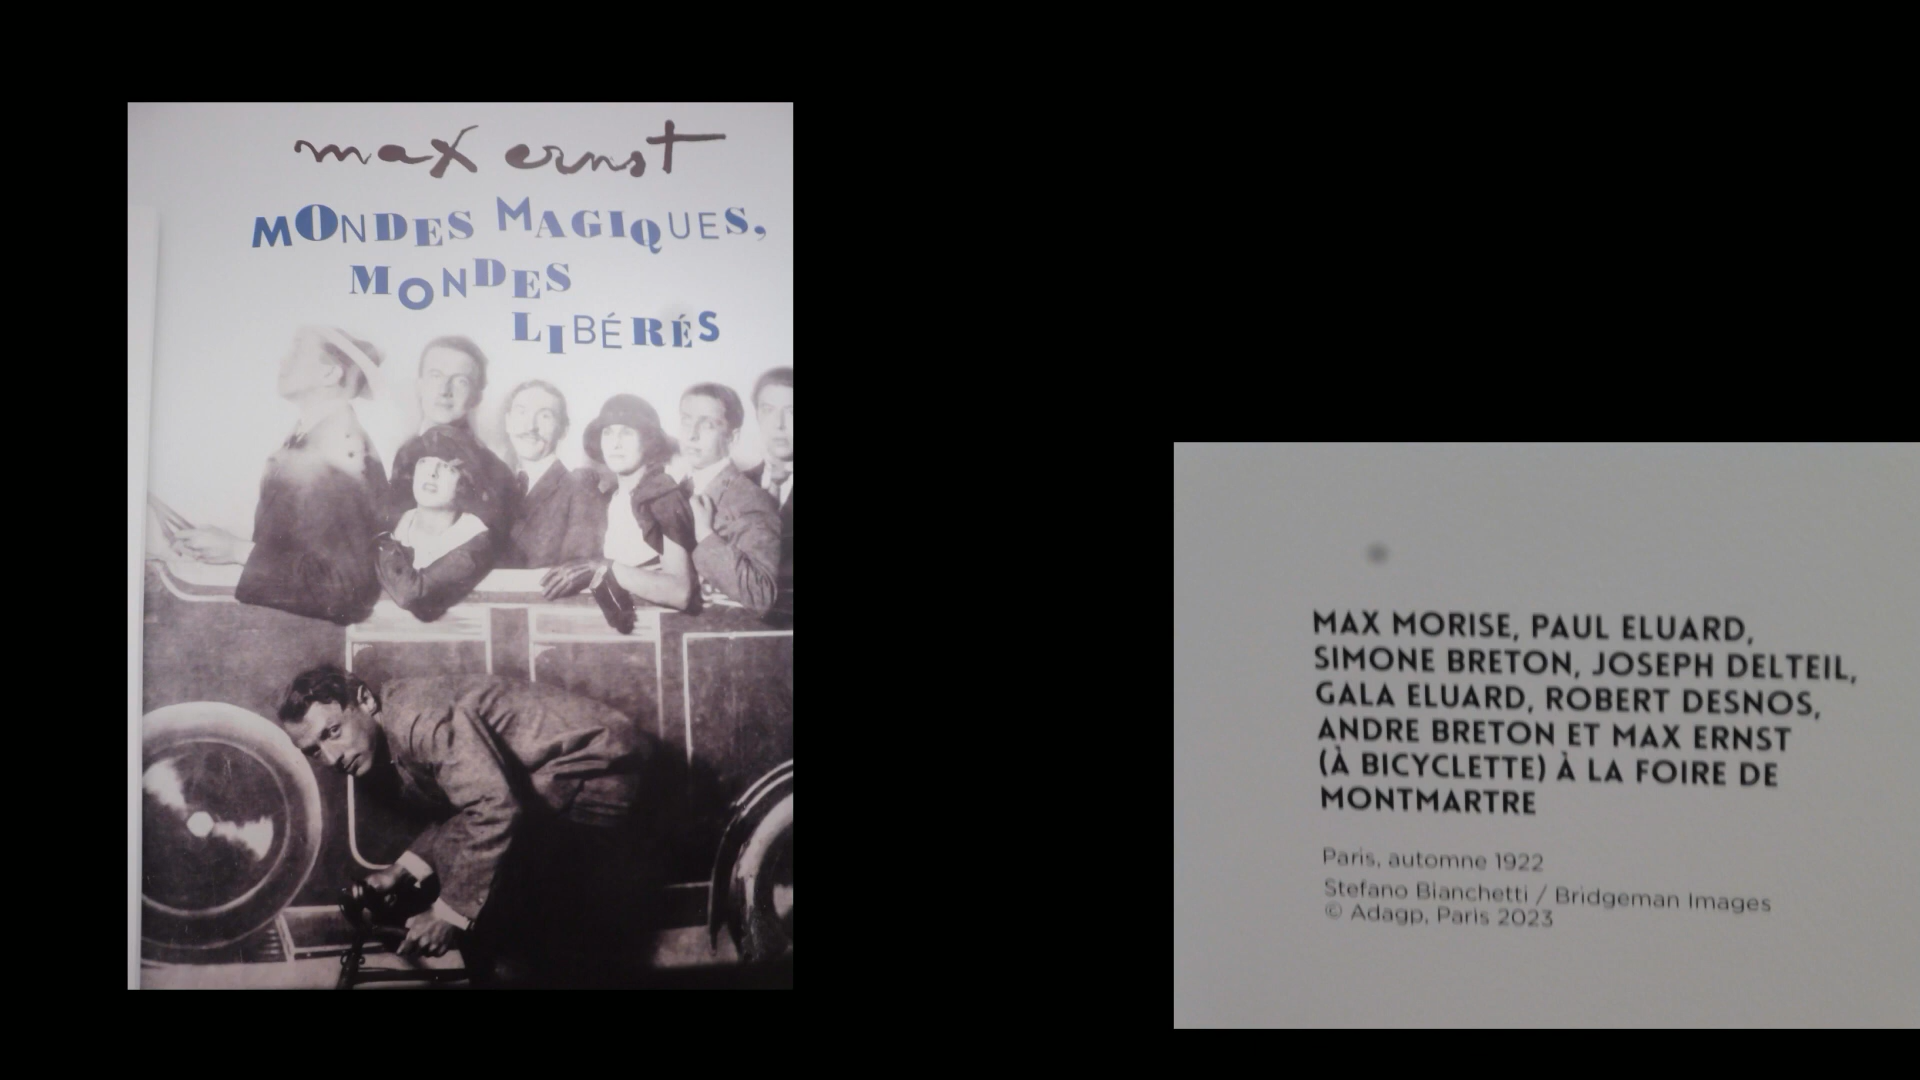 max ernst
MONDES MAGIQUES,
MONDES
LIBÉRÉS
MAX MORISE, PAUL ELUARD,
SIMONE BRETON, JOSEPH DELTEIL,
GALA ELUARD, ROBERT DESNOS,
ANDRE BRETON ET MAX ERNST
(À BICYCLETTE) À LA FOIRE DE
MONTMARTRE
Paris, automne 1922
Stefano Bianchetti / Bridgeman Images
© Adagp, Paris 2023